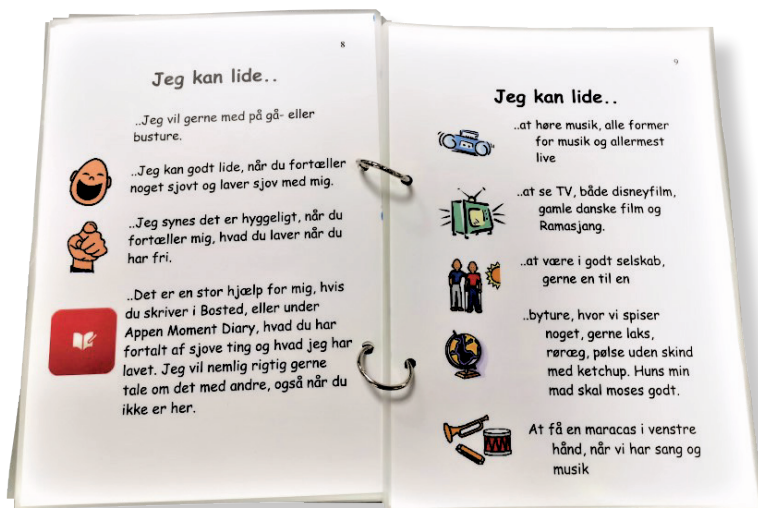 8
Jeg kan lide..
..Jeg vil gerne med på gå- eller
busture.
..Jeg kan godt lide, når du fortæller
noget sjovt og laver sjov med mig.
..Jeg synes det er hyggeligt, når du
fortæller mig, hvad du laver når du
har fri.
..Det er en stor hjælp for mig, hvis
du skriver i Bosted, eller under
Appen Moment Diary, hvad du har
fortalt af sjove ting og hvad jeg har
lavet. Jeg vil nemlig rigtig gerne
tale om det med andre, også når du
ikke er her.
9
Jeg kan lide..
..at høre musik, alle former
for musik og allermest
live
..at se TV, både disneyfilm,
gamle danske film og
Ramasjang.
..at være i godt selskab,
gerne en til en
..byture, hvor vi spiser
noget, gerne laks,
røræg, pølse uden skind
med ketchup. Huns min
mad skal moses godt.
At få en maracas i venstre
hånd, når vi har sang og
musik